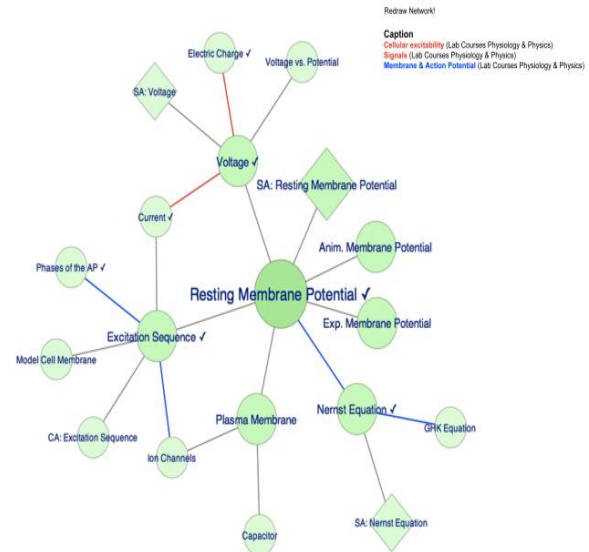 Redraw Network!
Caption
Cellular excitability (Lab Courses Physiology & Physics)
Signals (Lab Courses Physiology & Physics)
Membrane & Action Potential (Lab Courses Physiology & Physics)
Electric Charge ✓
Voltage vs. Potential
SA: Voltage
Voltage ✓
SA: Resting Membrane Potential
Current ✓
Anim. Membrane Potential
Phases of the AP ✓
Resting Membrane Potential ✓
Exp. Membrane Potential
Excitation Sequence ✓
Model Cell Membrane
Nernst Equation ✓
Plasma Membrane
GHK Equation
CA: Excitation Sequence
Ion Channels
SA: Nernst Equation
Capacitor